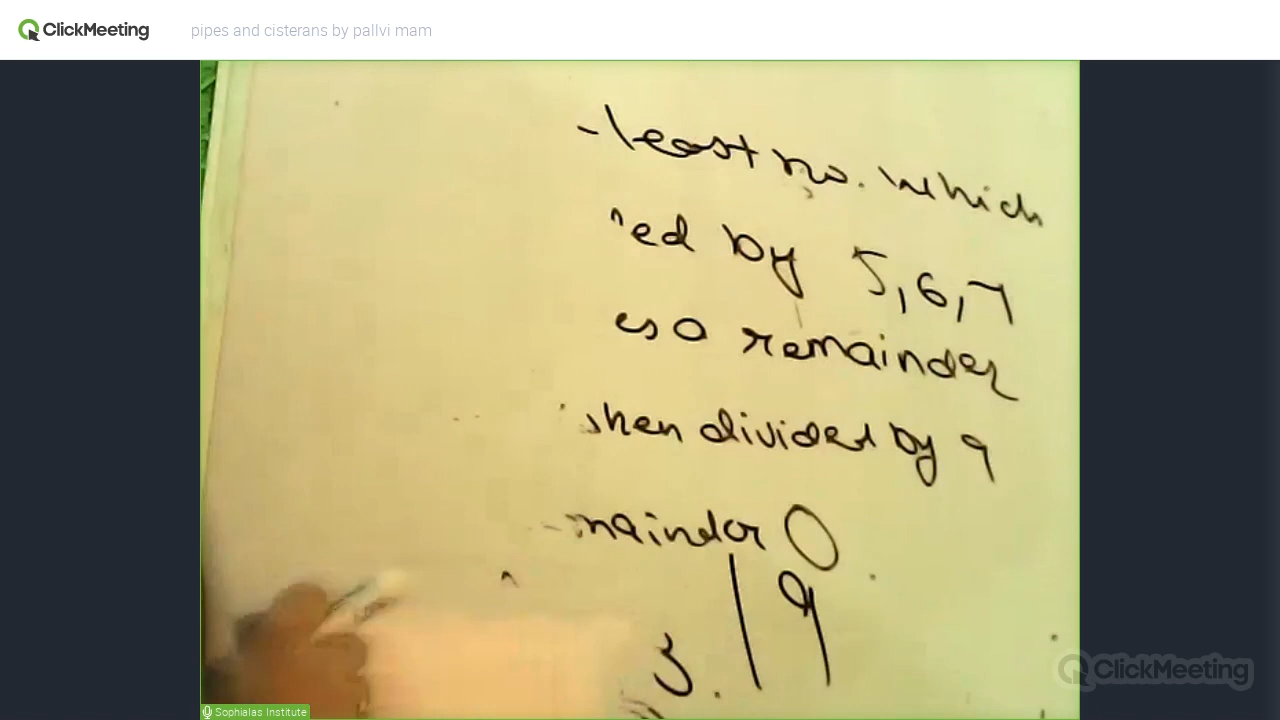 ClickMeeting
pipes and cisterans by pallvi mam
least no. which
ed by 5, 6, 7
es a remainder
hen divided by 9
mainder 0
3. | 9
ClickMeeting
Sophialas Institute